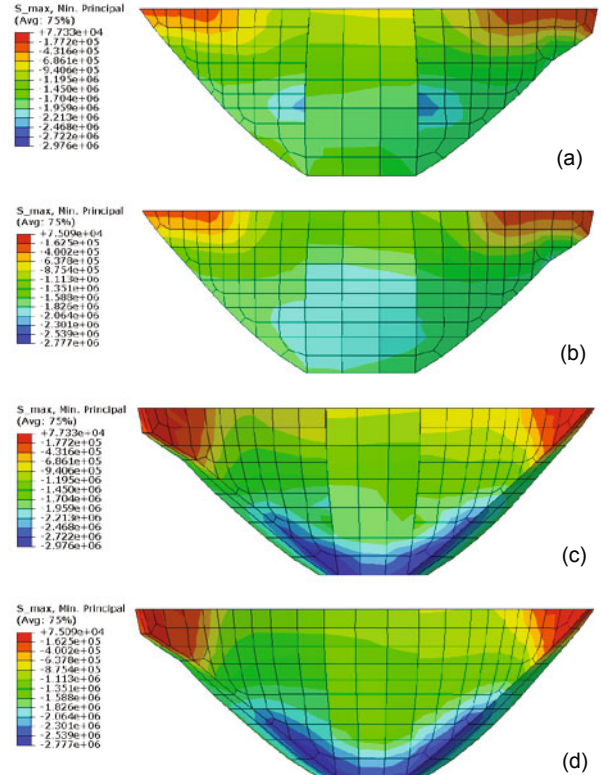 S_max, Min. Principal
(Avg: 75%)
+7.733e+04
-1.772e+05
-4.316e+05
-6.861e+05
-9.406e+05
-1.195e+06
-1.450e+06
-1.704e+06
-1.959e+06
-2.213e+06
-2.468e+06
-2.722e+06
-2.976e+06
(a)
S_max, Min. Principal
(Avg: 75%)
+7.509e+04
-1.625e+05
-4.002e+05
-6.378e+05
-8.754e+05
-1.113e+06
-1.351e+06
-1.588e+06
-1.826e+06
-2.064e+06
-2.301e+06
-2.539e+06
-2.777e+06
(b)
S_max, Min. Principal
(Avg: 75%)
+7.733e+04
-1.772e+05
-4.316e+05
-6.861e+05
-9.406e+05
-1.195e+06
-1.450e+06
-1.704e+06
-1.959e+06
-2.213e+06
-2.468e+06
-2.722e+06
-2.976e+06
(c)
S_max, Min. Principal
(Avg: 75%)
+7.509e+04
-1.625e+05
-4.002e+05
-6.378e+05
-8.754e+05
-1.113e+06
-1.351e+06
-1.588e+06
-1.826e+06
-2.064e+06
-2.301e+06
-2.539e+06
-2.777e+06
(d)